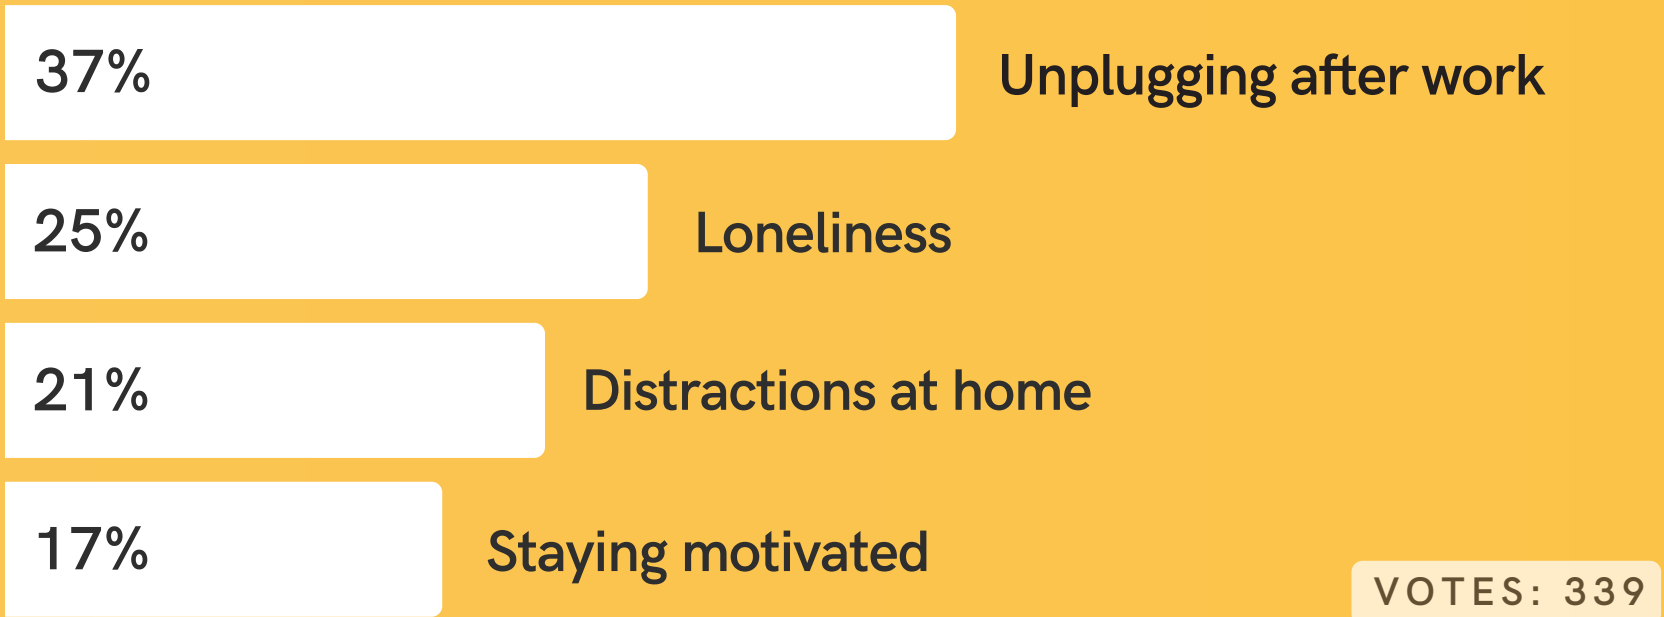 37% Unplugging after work
25% Loneliness
21% Distractions at home
17% Staying motivated
VOTES: 339